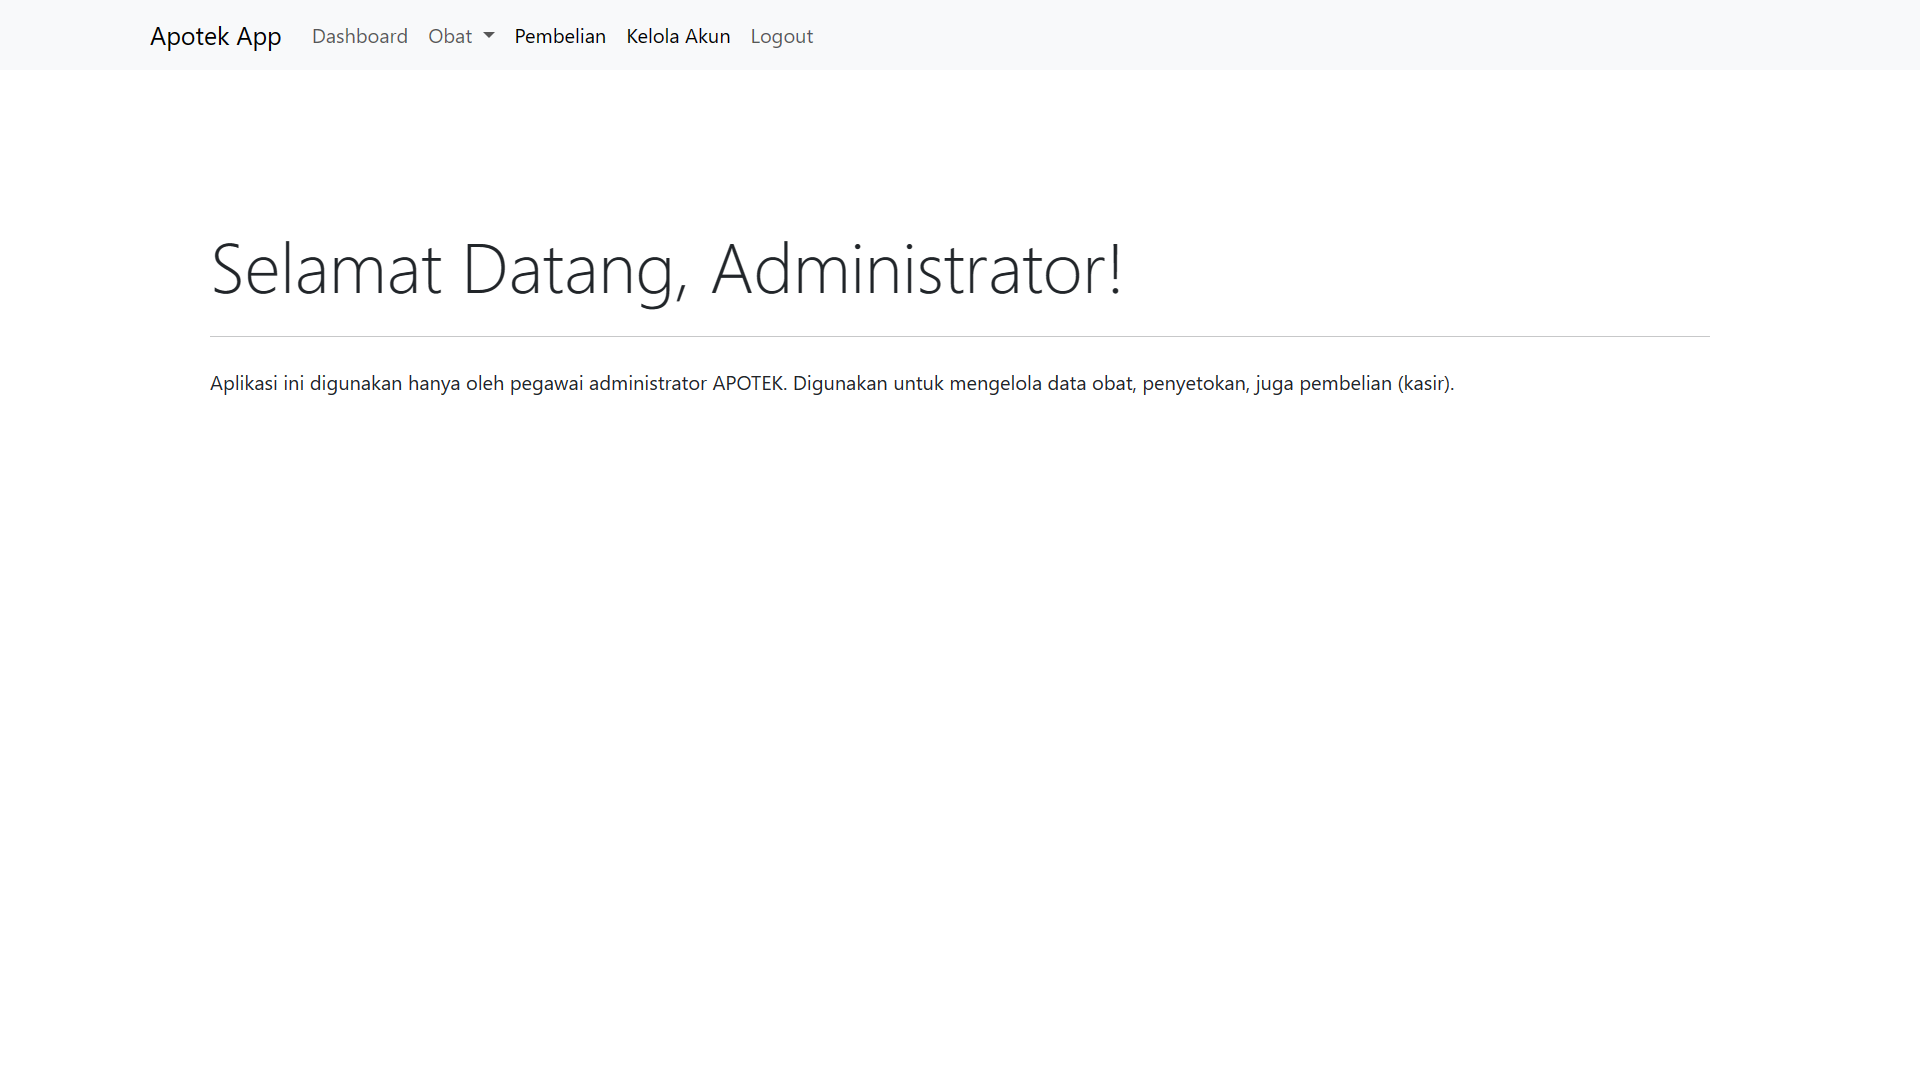 Apotek App Dashboard Obat Pembelian Kelola Akun Logout
Selamat Datang, Administrator!
Aplikasi ini digunakan hanya oleh pegawai administrator APOTEK. Digunakan untuk mengelola data obat, penyetokan, juga pembelian (kasir).